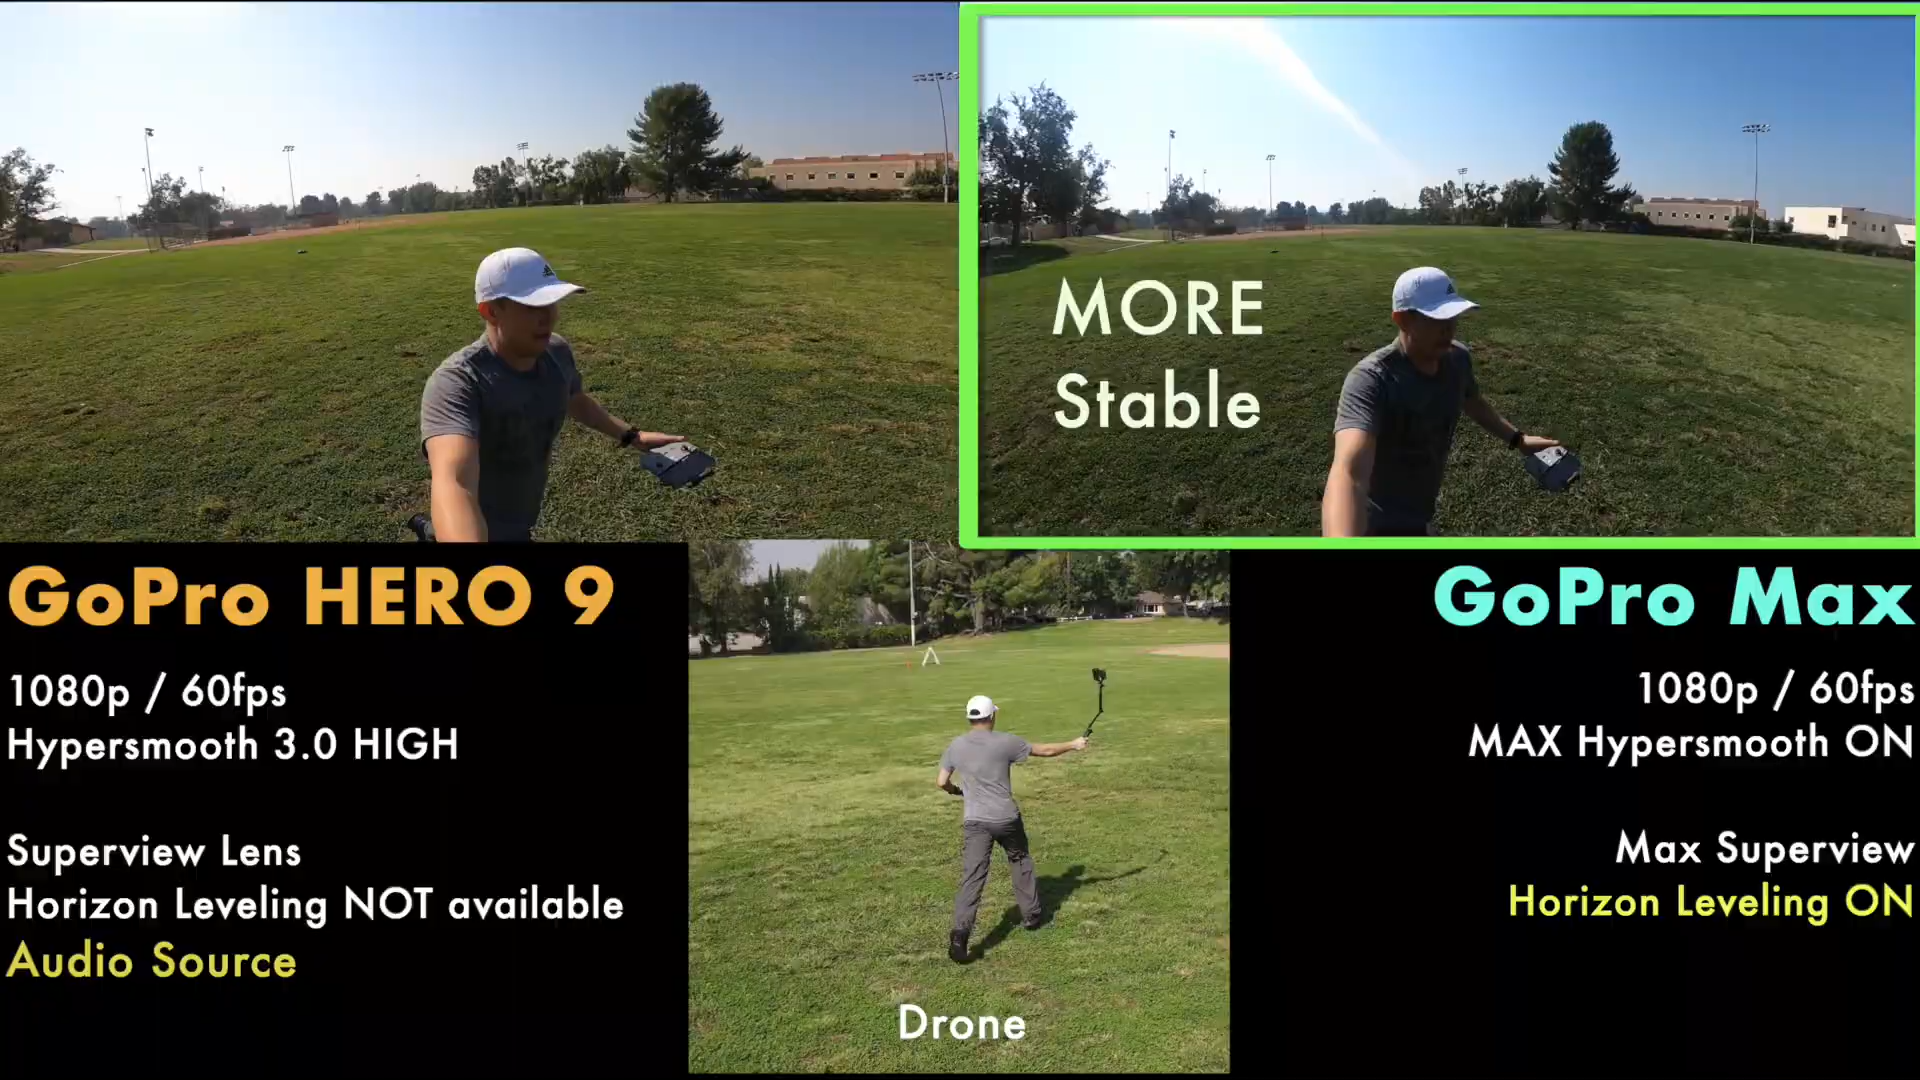 MORE
Stable
GoPro HERO 9
1080p / 60fps
Hypersmooth 3.0 HIGH
Superview Lens
Horizon Leveling NOT available
Audio Source
Drone
GoPro Max
1080p / 60fps
MAX Hypersmooth ON
Max Superview
Horizon Leveling ON